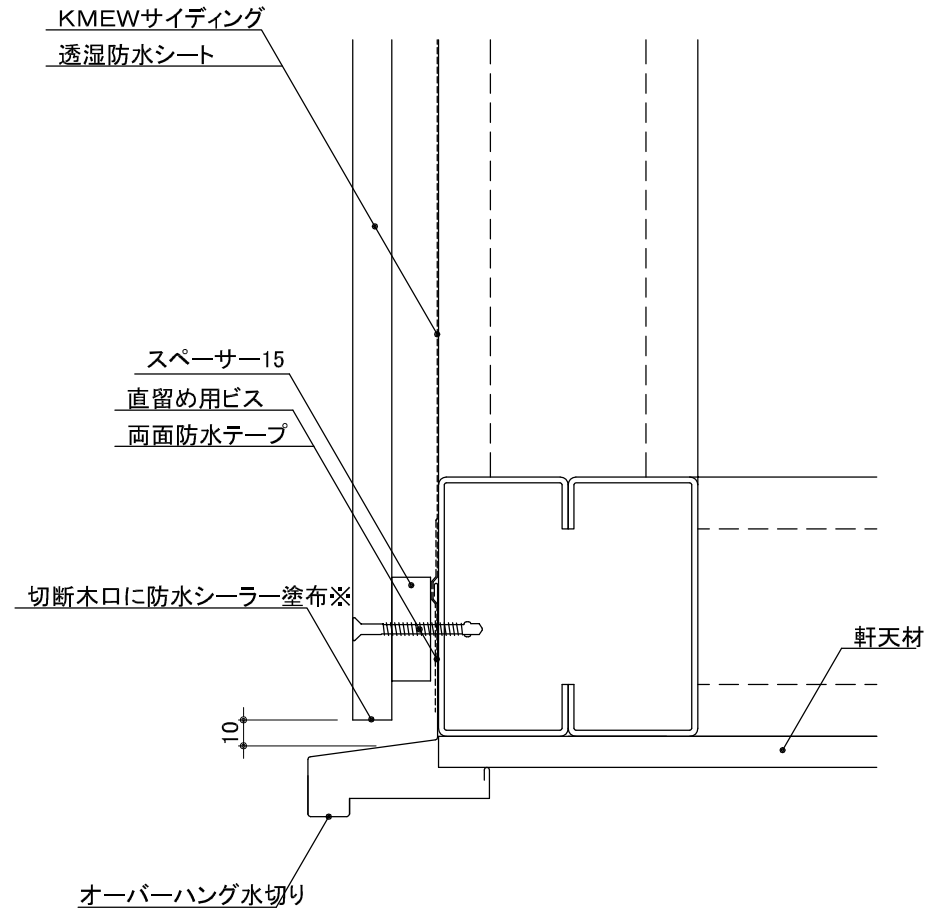 KMEWサイディング
透湿防水シート
スペーサー15
直留め用ビス
両面防水テープ
切断木口に防水シーラー塗布※
軒天材
10
オーバーハング水切り